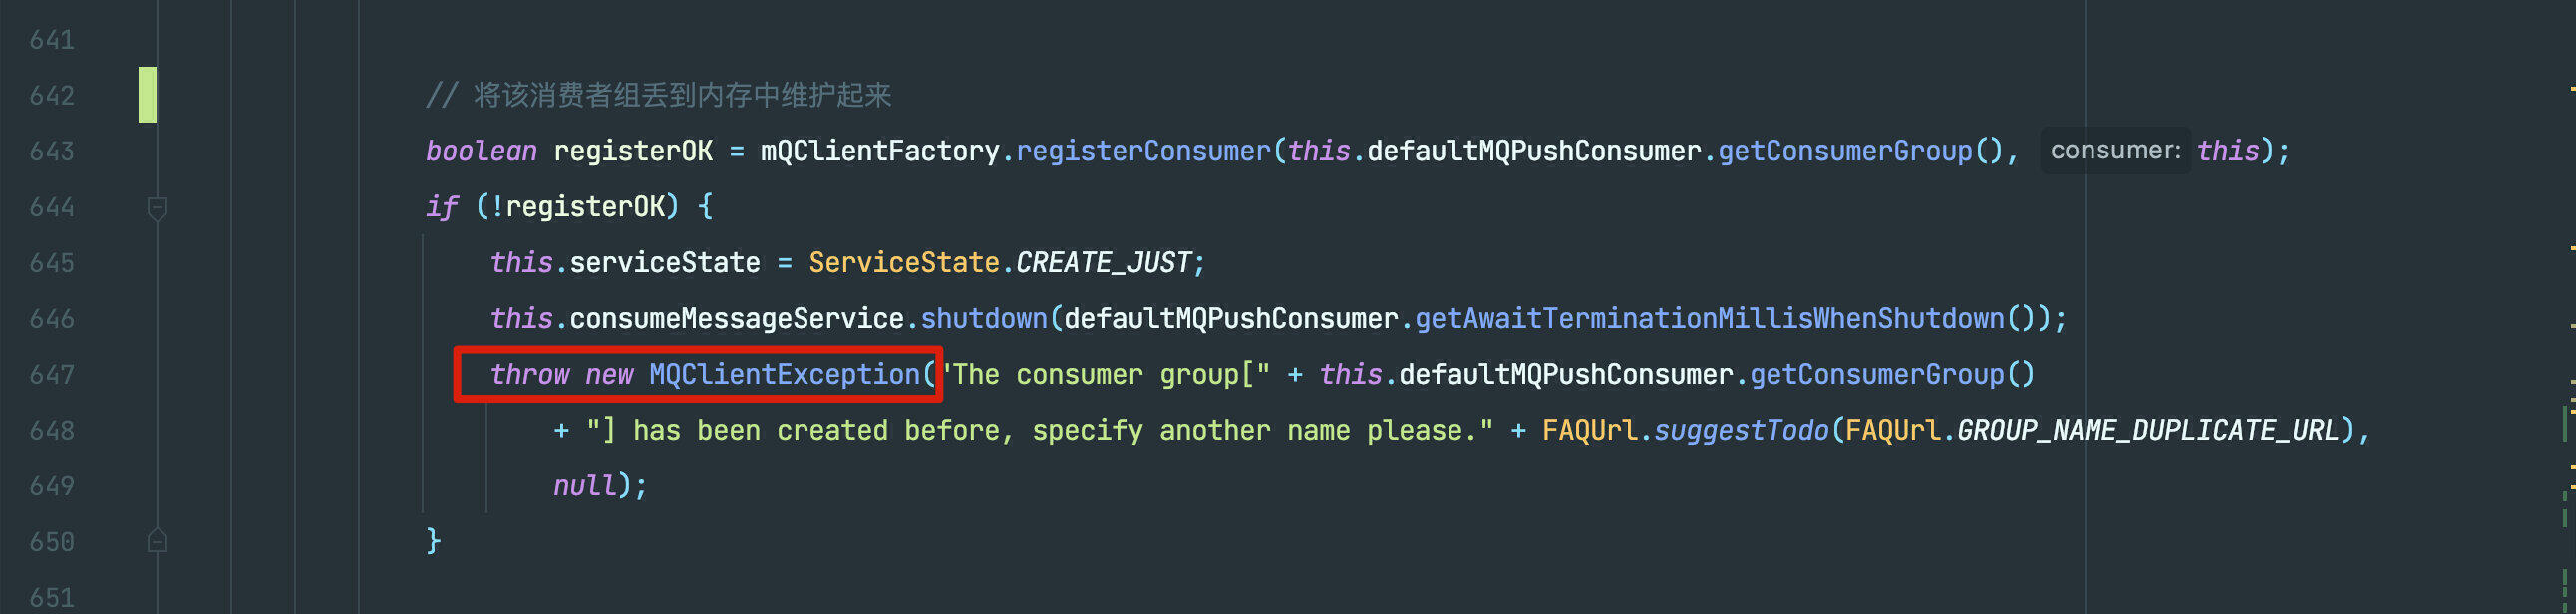 641
642 // 将该消费者组丢到内存中维护起来
643 boolean registerOK = mQClientFactory.registerConsumer(this.defaultMQPushConsumer.getConsumerGroup(), consumer: this);
644 if (!registerOK) {
645 this.serviceState = ServiceState.CREATE_JUST;
646 this.consumeMessageService.shutdown(defaultMQPushConsumer.getAwaitTerminationMillisWhenShutdown());
647 throw new MQClientException("The consumer group[" + this.defaultMQPushConsumer.getConsumerGroup()
648 + "] has been created before, specify another name please." + FAQUrl.suggestTodo(FAQUrl.GROUP_NAME_DUPLICATE_URL),
649 null);
650 }
651